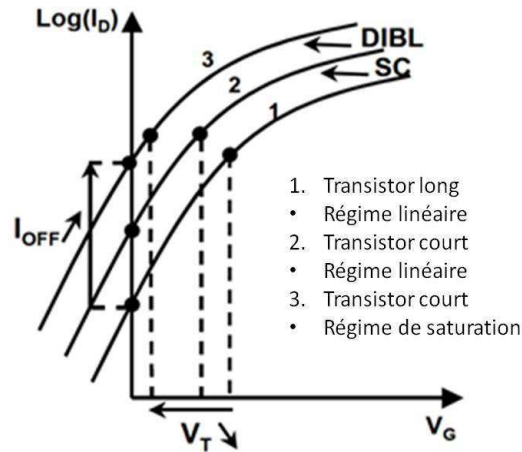 Log(I_D)
3
DIBL
2
SC
1
I_OFF
1. Transistor long
• Régime linéaire
2. Transistor court
• Régime linéaire
3. Transistor court
• Régime de saturation
V_T
V_G